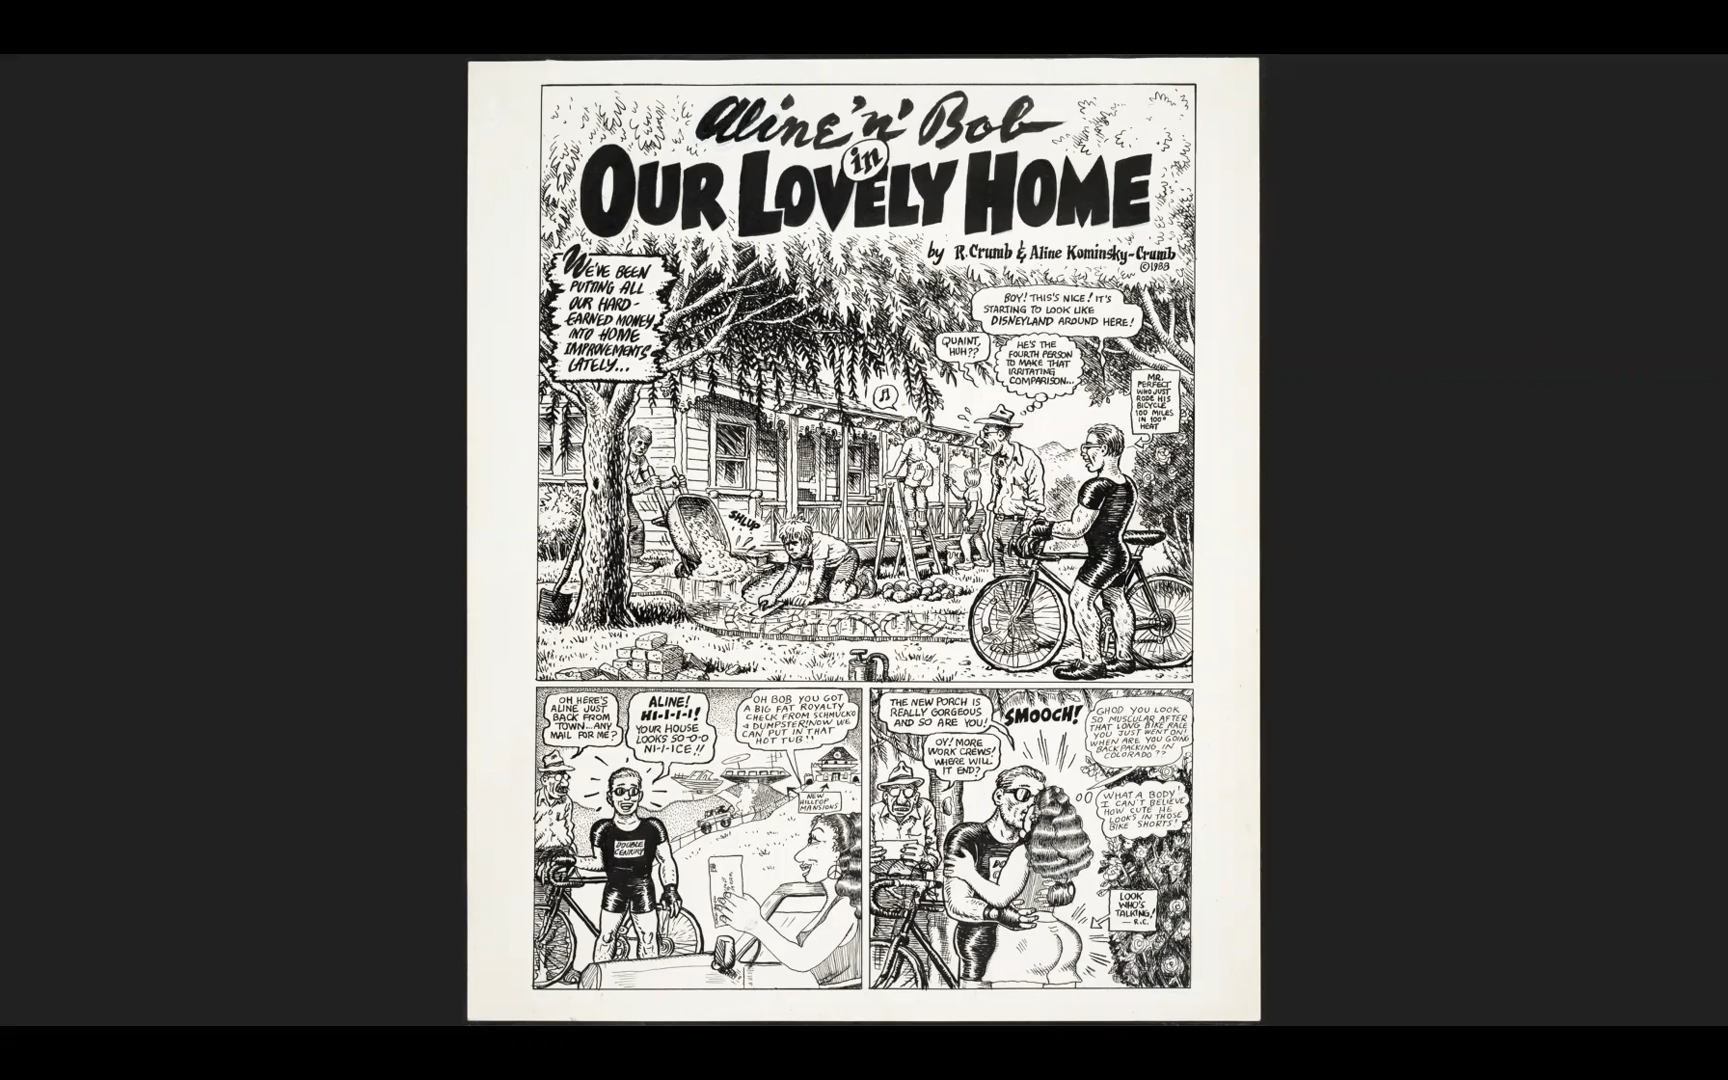 Aline 'n' Bob
in
OUR LOVELY HOME
by R. Crumb & Aline Kominsky-Crumb
©1988
WE'VE BEEN
PUTTING ALL
OUR HARD-
EARNED MONEY
INTO HOME
IMPROVEMENTS
LATELY...
BOY! THIS'S NICE! IT'S
STARTING TO LOOK LIKE
DISNEYLAND AROUND HERE!
QUAINT,
HUH??
HE'S THE
FOURTH PERSON
TO MAKE THAT
IRRITATING
COMPARISON...
MR.
PERFECT
WHO JUST
RODE HIS
BICYCLE
100 MILES
IN 100°
HEAT
SHLUP
OH HERE'S
ALINE JUST
BACK FROM
TOWN...ANY
MAIL FOR ME?
ALINE!
HI-I-I-I!
YOUR HOUSE
LOOKS SO-O-O
NI-I-ICE!!
OH BOB YOU GOT
A BIG FAT ROYALTY
CHECK FROM SCHMUCKO
& DUMPSTER! NOW WE
CAN PUT IN THAT
HOT TUB!!
NEW
HILLTOP
MANSIONS
DOUBLE
CENTURY
THE NEW PORCH IS
REALLY GORGEOUS
AND SO ARE YOU!
SMOOCH!
OY! MORE
WORK CREWS!
WHERE WILL
IT END?
GHOD YOU LOOK
SO MUSCULAR AFTER
THAT LONG BIKE RACE
YOU JUST WENT ON!
WHEN ARE YOU GOING
BACKPACKING IN
COLORADO??
WHAT A BODY!
I CAN'T BELIEVE
HOW CUTE HE
LOOKS IN THOSE
BIKE SHORTS!
DO
LOOK
WHO'S
TALKING!
— R.C.